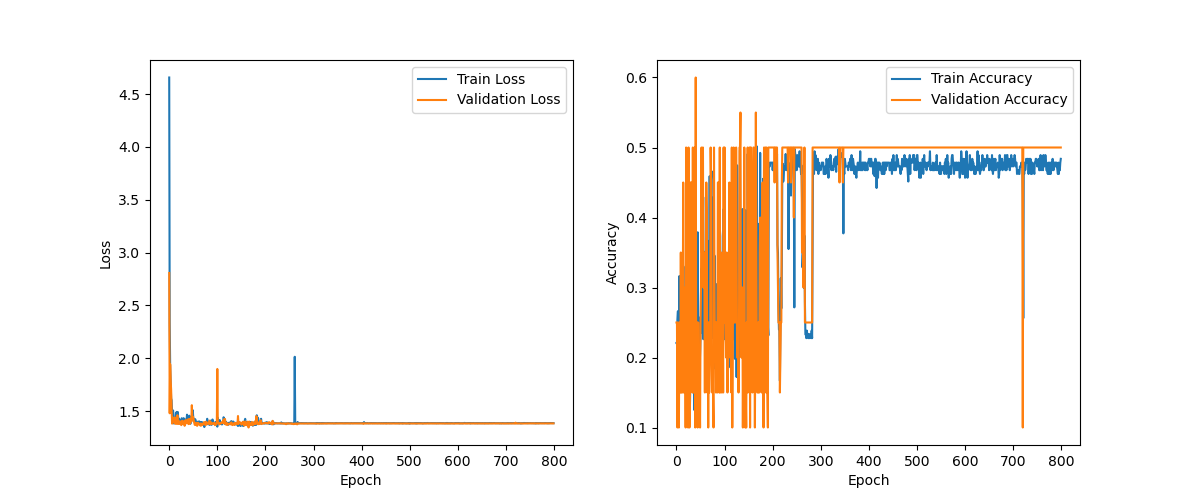 Train Loss
Validation Loss
4.5
4.0
3.5
3.0
2.5
2.0
1.5
Loss
0 100 200 300 400 500 600 700 800
Epoch
Train Accuracy
Validation Accuracy
0.6
0.5
0.4
0.3
0.2
0.1
Accuracy
0 100 200 300 400 500 600 700 800
Epoch